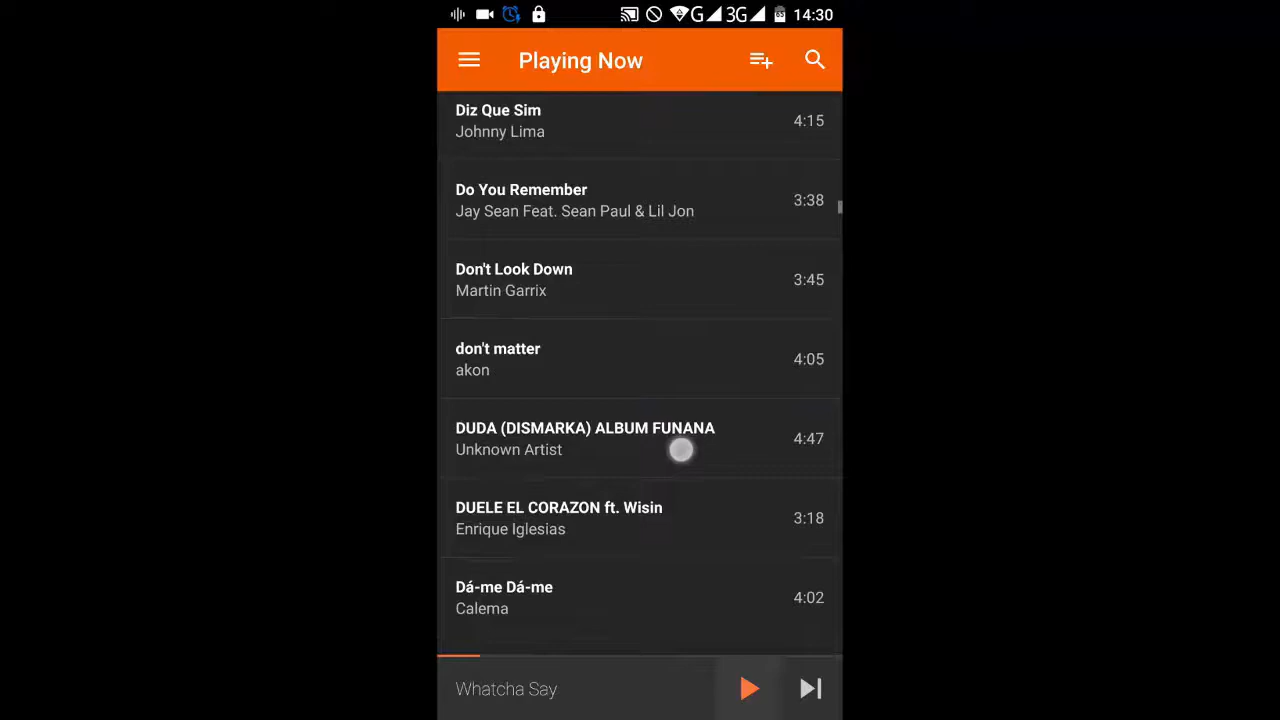 G 3G 65 14:30
Playing Now
Diz Que Sim
Johnny Lima
4:15
Do You Remember
Jay Sean Feat. Sean Paul & Lil Jon
3:38
Don't Look Down
Martin Garrix
3:45
don't matter
akon
4:05
DUDA (DISMARKA) ALBUM FUNANA
Unknown Artist
4:47
DUELE EL CORAZON ft. Wisin
Enrique Iglesias
3:18
Dá-me Dá-me
Calema
4:02
Whatcha Say